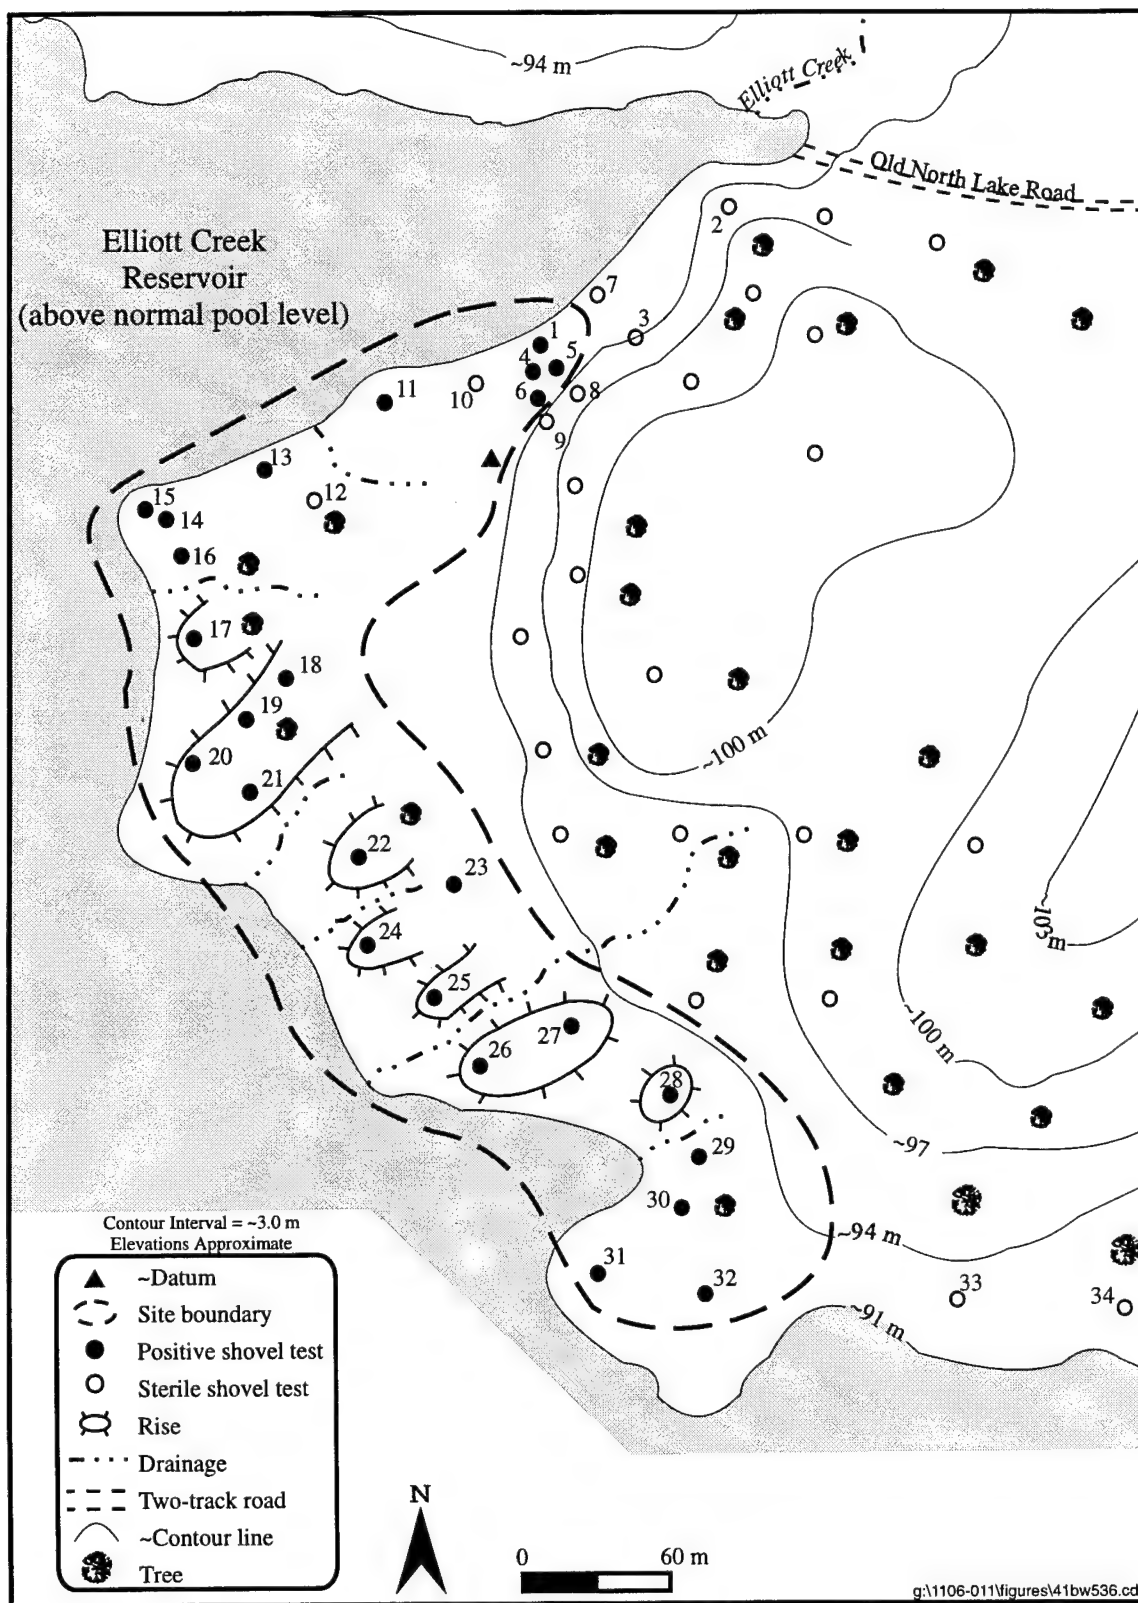 ~94 m
Elliott Creek
Old North Lake Road
Elliott Creek
Reservoir
(above normal pool level)
2
7
3
1
4
5
6
8
9
10
11
13
12
15
14
16
17
18
19
20
21
~100 m
22
23
24
25
26
27
28
29
30
31
32
~103 m
~100 m
~97
~94 m
~91 m
33
34
Contour Interval = ~3.0 m
Elevations Approximate
~Datum
Site boundary
Positive shovel test
Sterile shovel test
Rise
Drainage
Two-track road
~Contour line
Tree
N
0 60 m
g:\1106-011\figures\41bw536.cd